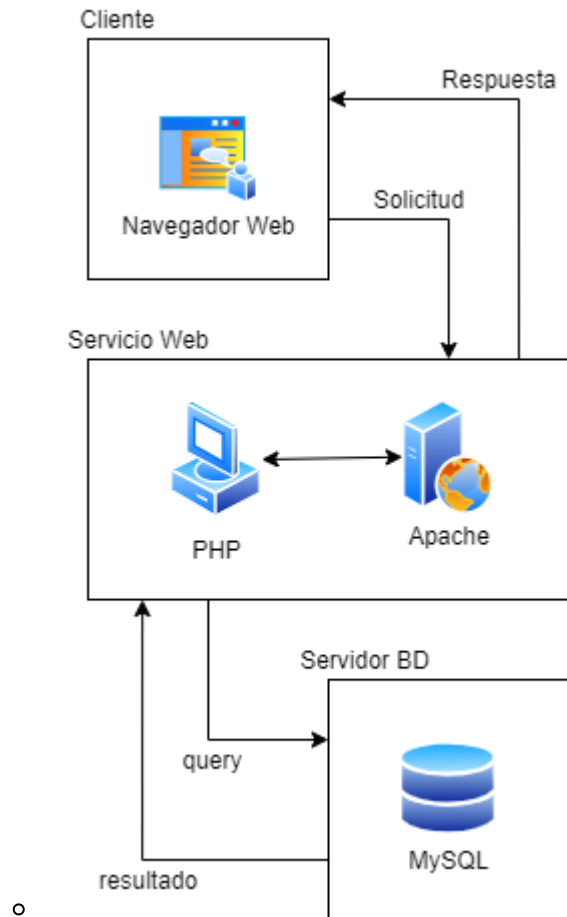 Cliente
Respuesta
Solicitud
Navegador Web
Servicio Web
PHP
Apache
Servidor BD
query
MySQL
resultado